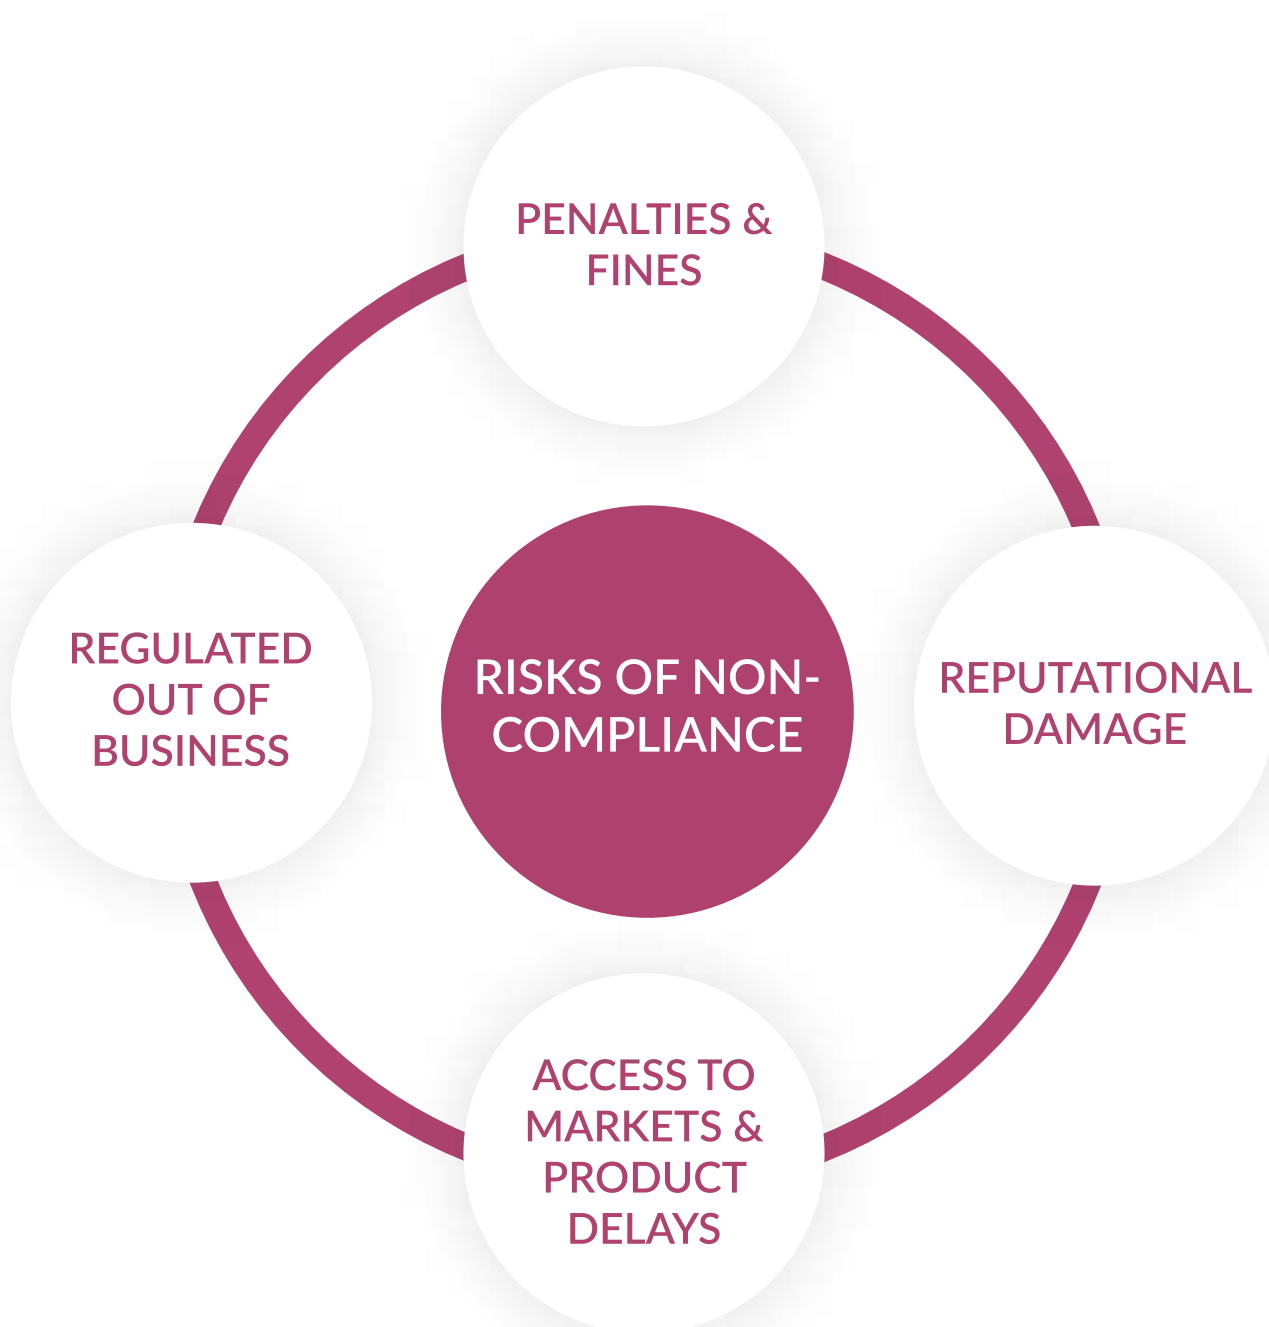 PENALTIES &
FINES
REGULATED
OUT OF
BUSINESS
RISKS OF NON-
COMPLIANCE
REPUTATIONAL
DAMAGE
ACCESS TO
MARKETS &
PRODUCT
DELAYS